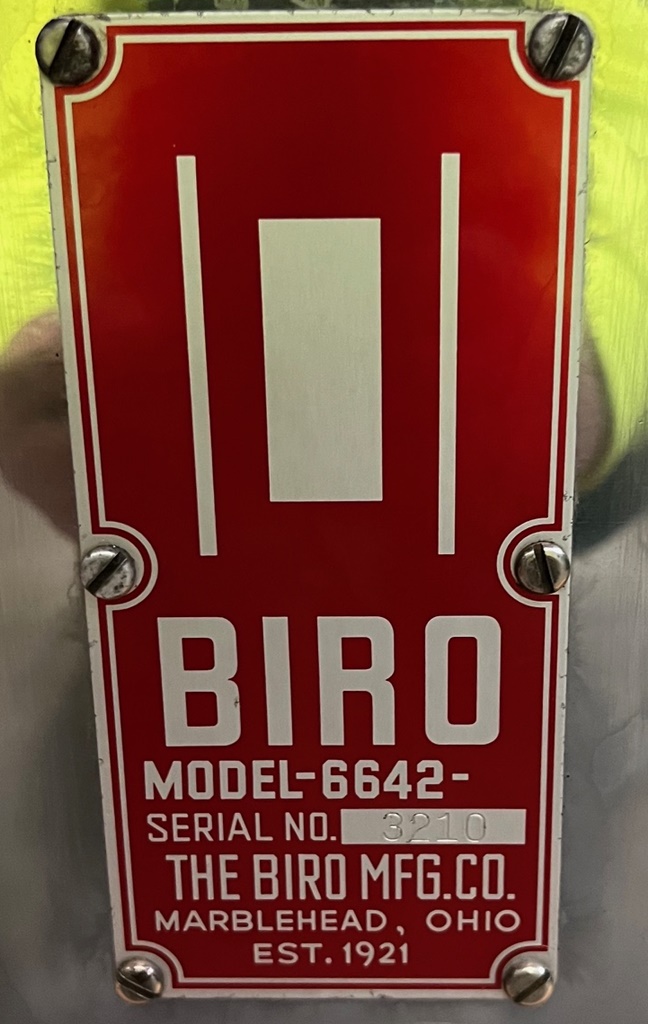 BIRO
MODEL-6642-
SERIAL NO. 3210
THE BIRO MFG.CO.
MARBLEHEAD, OHIO
EST. 1921